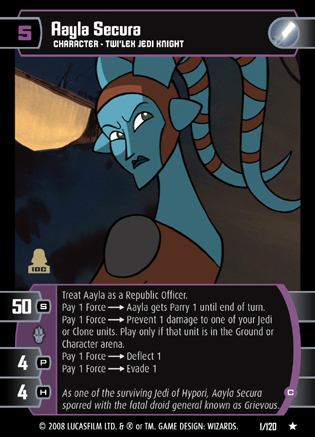 5
Aayla Secura
CHARACTER - TWI'LEK JEDI KNIGHT
IDC
50 S
4 P
4 H
Treat Aayla as a Republic Officer.
Pay 1 Force → Aayla gets Parry 1 until end of turn.
Pay 1 Force → Prevent 1 damage to one of your Jedi
or Clone units. Play only if that unit is in the Ground or
Character arena.
Pay 1 Force → Deflect 1
Pay 1 Force → Evade 1
As one of the surviving Jedi of Hypori, Aayla Secura
sparred with the fatal droid general known as Grievous.
C
© 2008 LUCASFILM LTD. & ® or TM. GAME DESIGN: WIZARDS.
1/120 ★